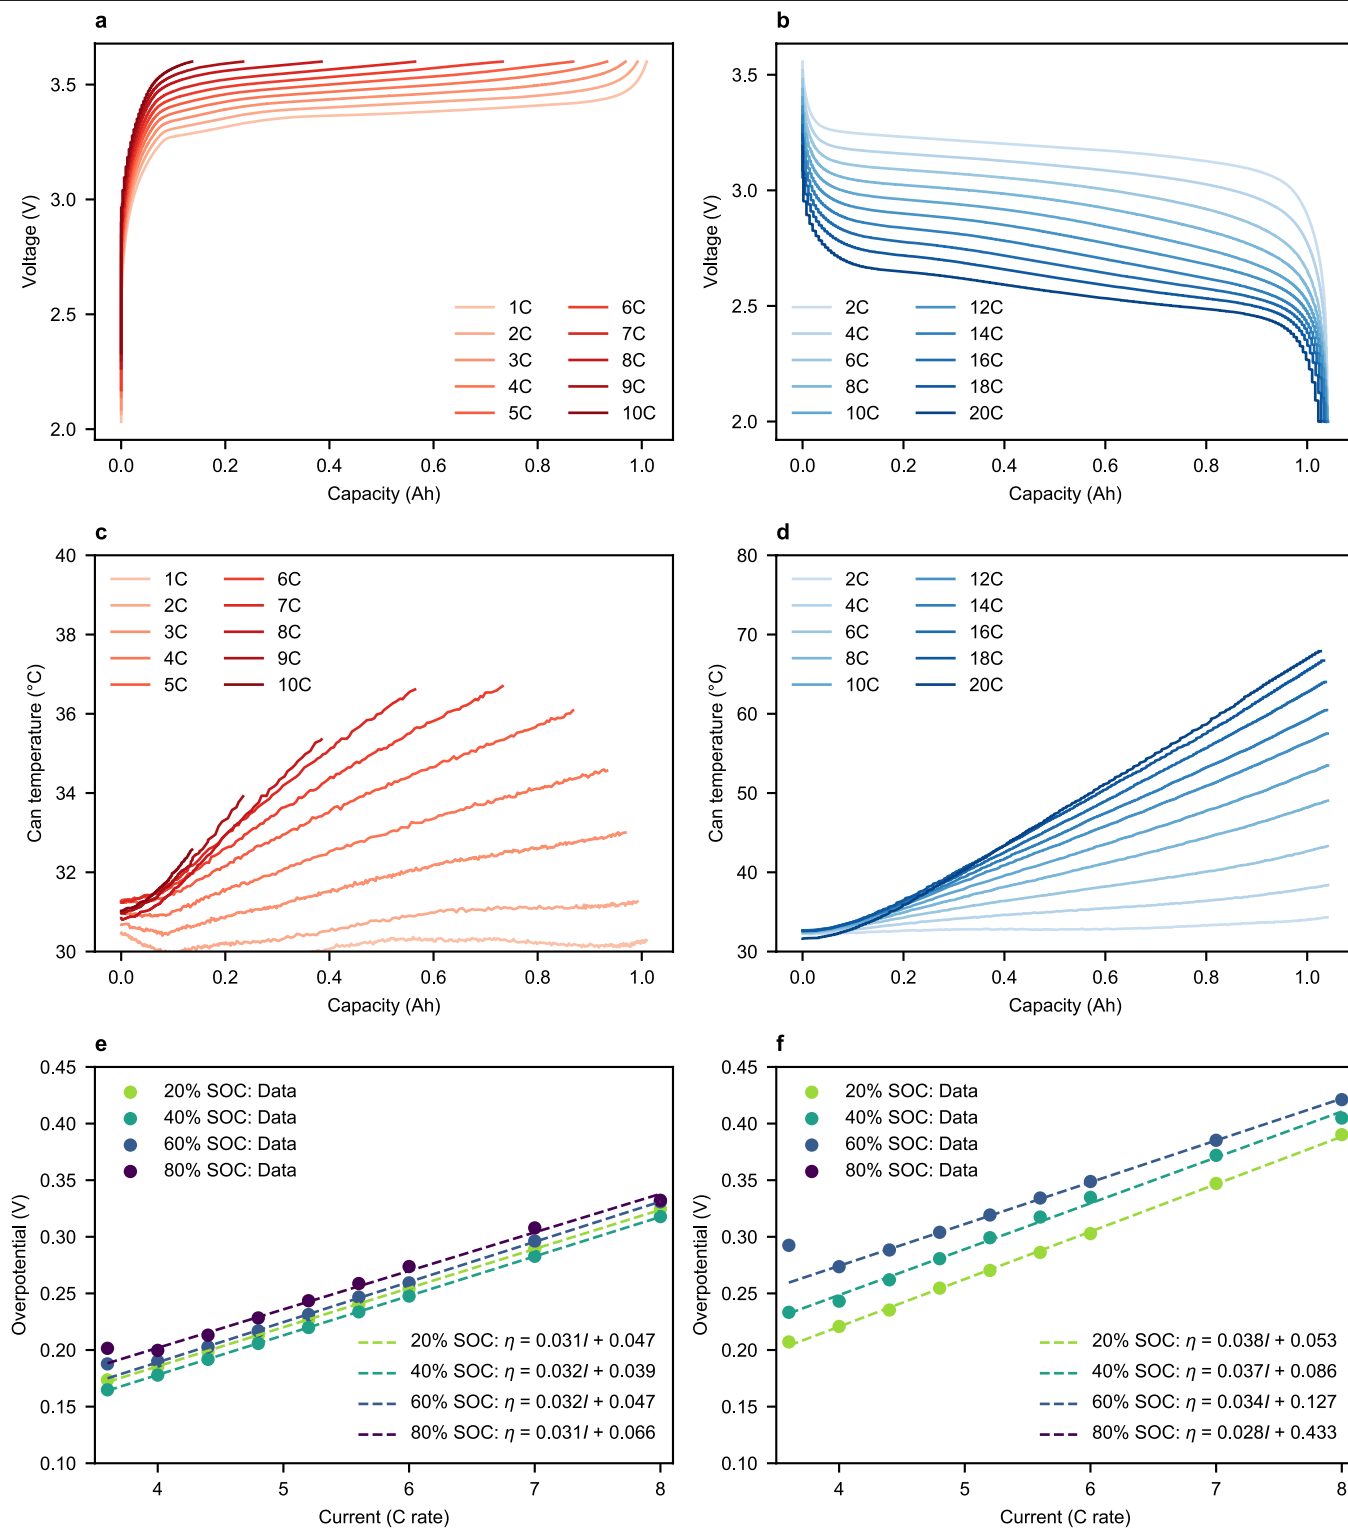 a
3.5
3.0
2.5
2.0
Voltage (V)
1C
2C
3C
4C
5C
6C
7C
8C
9C
10C
0.0
0.2
0.4
0.6
0.8
1.0
Capacity (Ah)
b
3.5
3.0
2.5
2.0
Voltage (V)
2C
4C
6C
8C
10C
12C
14C
16C
18C
20C
0.0
0.2
0.4
0.6
0.8
1.0
Capacity (Ah)
c
40
38
36
34
32
30
Can temperature (°C)
1C
2C
3C
4C
5C
6C
7C
8C
9C
10C
0.0
0.2
0.4
0.6
0.8
1.0
Capacity (Ah)
d
80
70
60
50
40
30
Can temperature (°C)
2C
4C
6C
8C
10C
12C
14C
16C
18C
20C
0.0
0.2
0.4
0.6
0.8
1.0
Capacity (Ah)
e
0.45
0.40
0.35
0.30
0.25
0.20
0.15
0.10
Overpotential (V)
20% SOC: Data
40% SOC: Data
60% SOC: Data
80% SOC: Data
20% SOC: η = 0.031I + 0.047
40% SOC: η = 0.032I + 0.039
60% SOC: η = 0.032I + 0.047
80% SOC: η = 0.031I + 0.066
4
5
6
7
8
Current (C rate)
f
0.45
0.40
0.35
0.30
0.25
0.20
0.15
0.10
Overpotential (V)
20% SOC: Data
40% SOC: Data
60% SOC: Data
80% SOC: Data
20% SOC: η = 0.038I + 0.053
40% SOC: η = 0.037I + 0.086
60% SOC: η = 0.034I + 0.127
80% SOC: η = 0.028I + 0.433
4
5
6
7
8
Current (C rate)